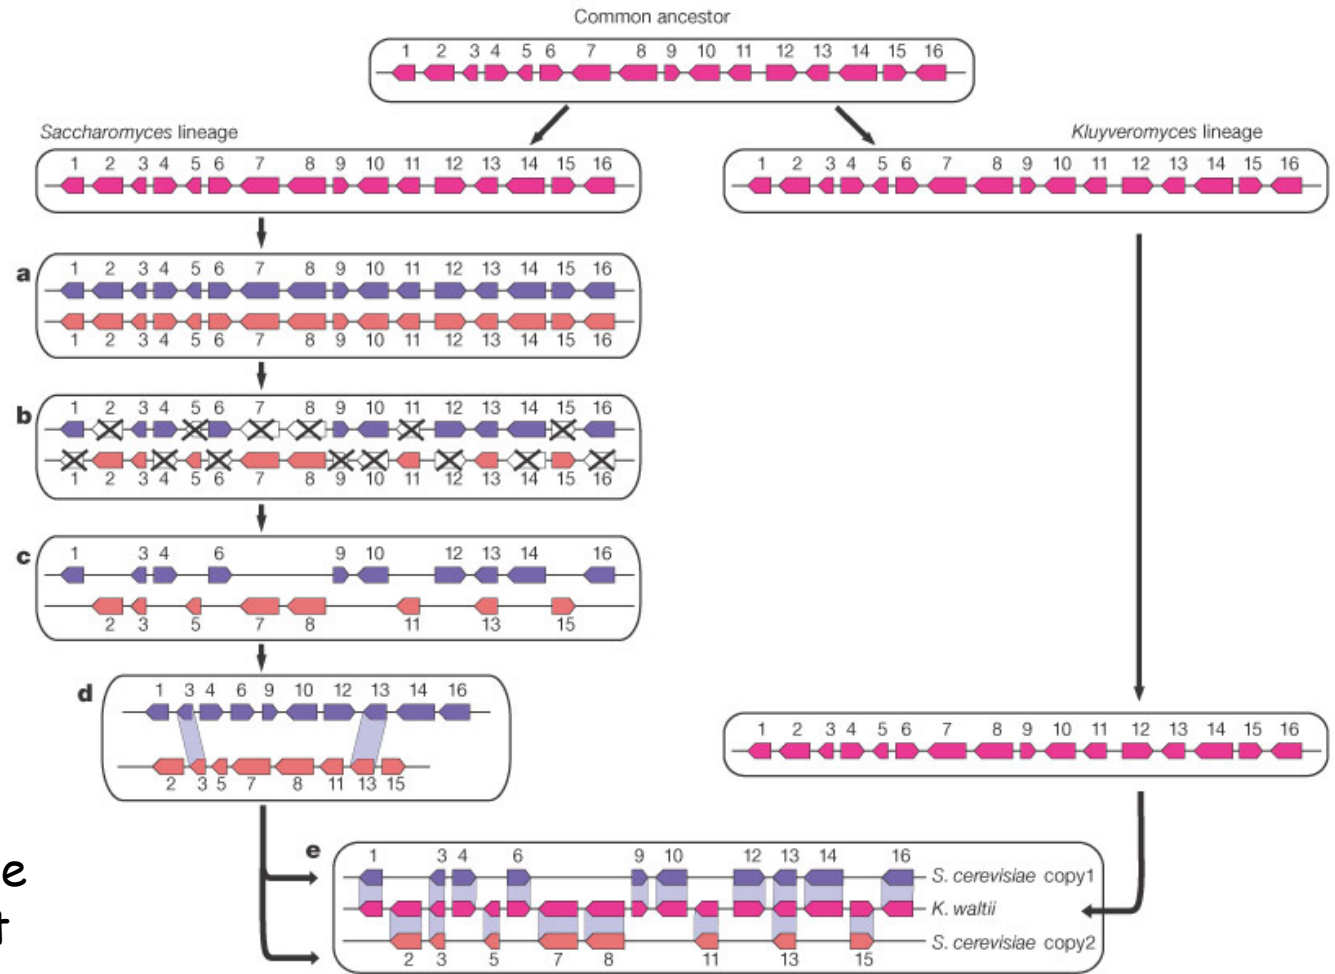 Common ancestor
1 2 3 4 5 6 7 8 9 10 11 12 13 14 15 16
Saccharomyces lineage
Kluyveromyces lineage
1 2 3 4 5 6 7 8 9 10 11 12 13 14 15 16
1 2 3 4 5 6 7 8 9 10 11 12 13 14 15 16
a
1 2 3 4 5 6 7 8 9 10 11 12 13 14 15 16
1 2 3 4 5 6 7 8 9 10 11 12 13 14 15 16
b
1 2 3 4 5 6 7 8 9 10 11 12 13 14 15 16
1 2 3 4 5 6 7 8 9 10 11 12 13 14 15 16
c
1 3 4 6 9 10 12 13 14 16
2 3 5 7 8 11 13 15
d
1 3 4 6 9 10 12 13 14 16
2 3 5 7 8 11 13 15
1 2 3 4 5 6 7 8 9 10 11 12 13 14 15 16
e
1 3 4 6 9 10 12 13 14 16
S. cerevisiae copy1
K. waltii
S. cerevisiae copy2
2 3 5 7 8 11 13 15